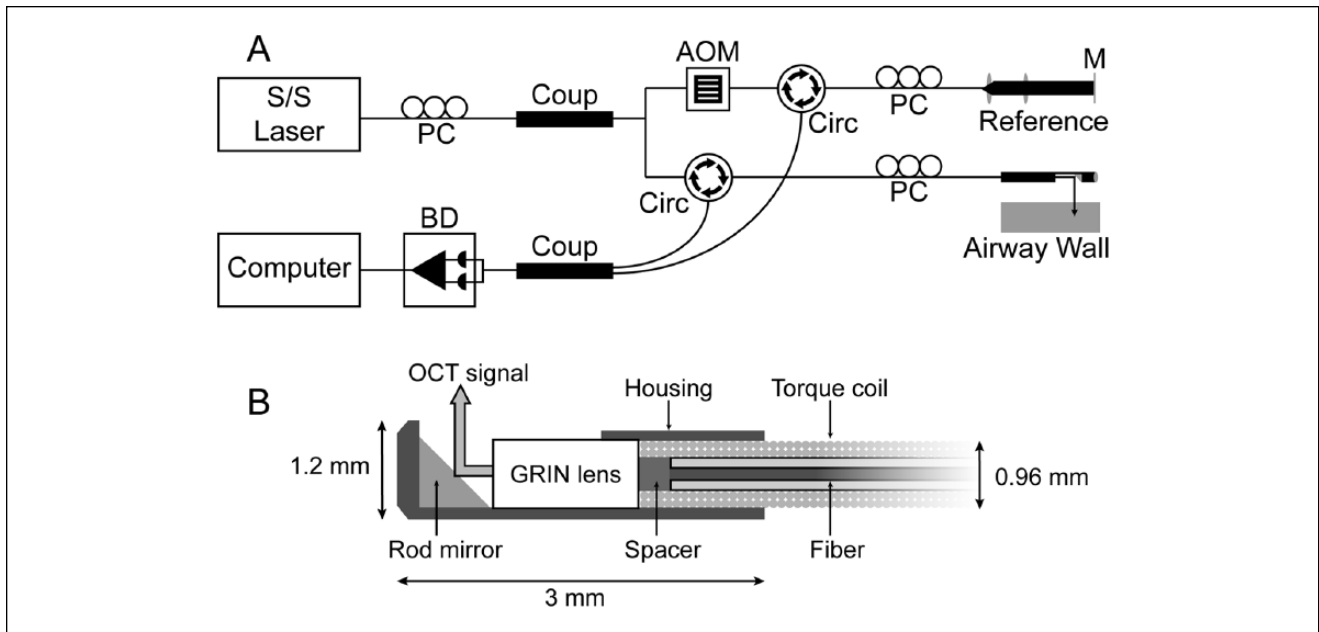 A
S/S
Laser
PC
Coup
AOM
Circ
PC
M
Reference
Circ
PC
Airway Wall
BD
Coup
Computer
B
OCT signal
Housing
Torque coil
1.2 mm
GRIN lens
0.96 mm
Rod mirror
Spacer
Fiber
3 mm